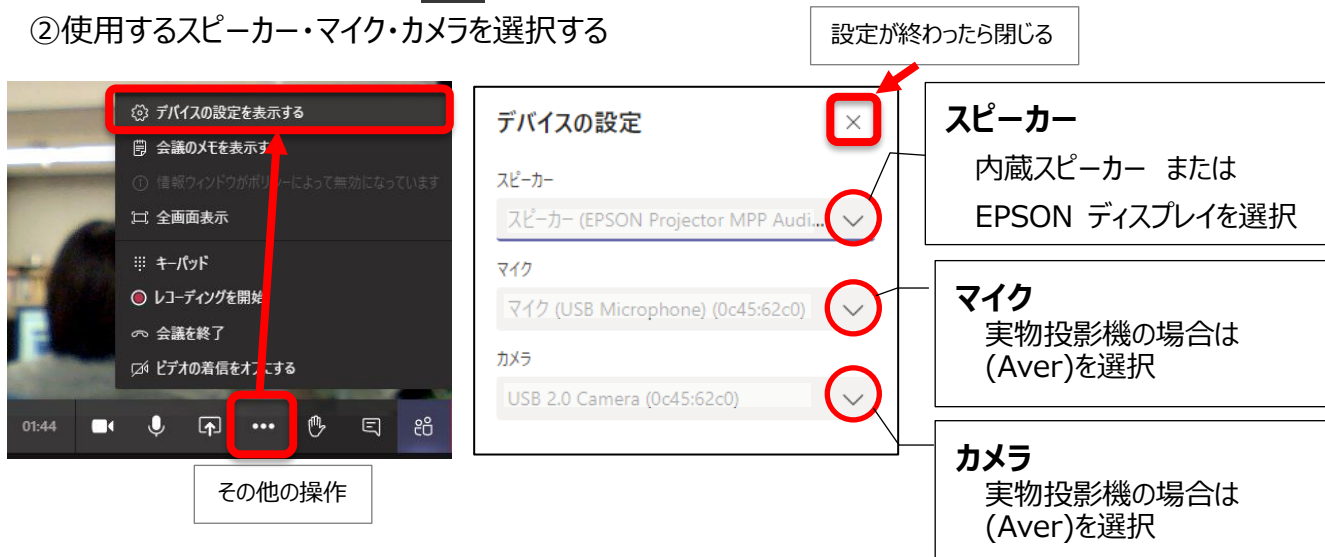 ②使用するスピーカー・マイク・カメラを選択する
設定が終わったら閉じる
デバイスの設定を表示する
会議のメモを表示す
情報ウィンドウがポリシーによって無効になっています
全画面表示
キーパッド
レコーディングを開始
会議を終了
ビデオの着信をオフにする
01:44
その他の操作
デバイスの設定
スピーカー
スピーカー (EPSON Projector MPP Audi...
マイク
マイク (USB Microphone) (0c45:62c0)
カメラ
USB 2.0 Camera (0c45:62c0)
スピーカー
内蔵スピーカー または
EPSON ディスプレイを選択
マイク
実物投影機の場合は
(Aver)を選択
カメラ
実物投影機の場合は
(Aver)を選択